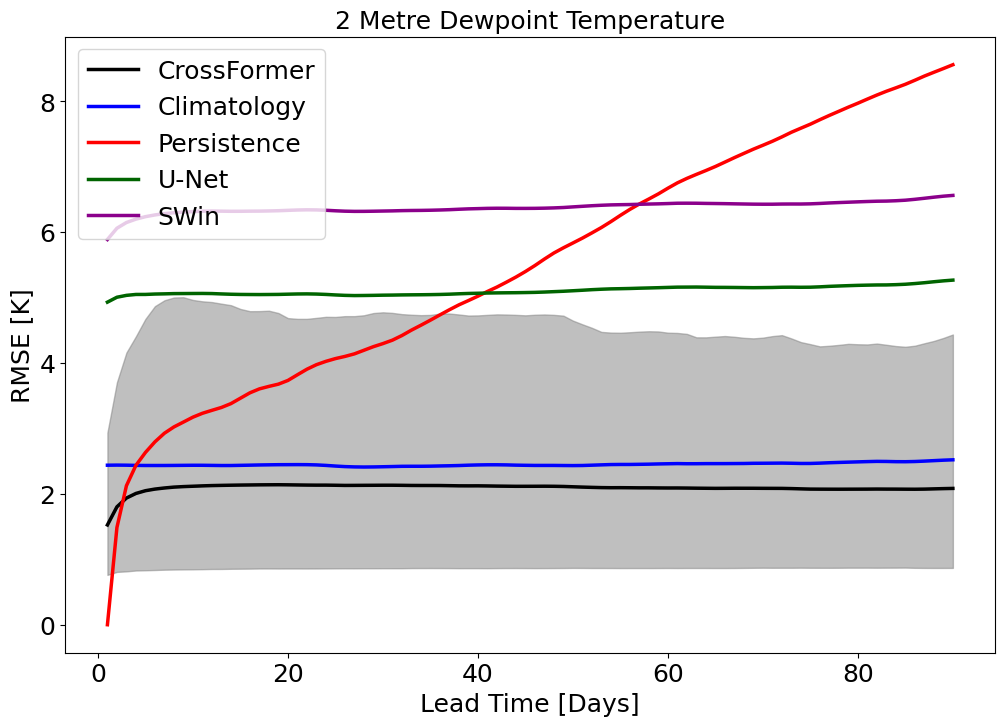 2 Metre Dewpoint Temperature
CrossFormer
Climatology
Persistence
U-Net
SWin
RMSE [K]
8
6
4
2
0
0 20 40 60 80
Lead Time [Days]